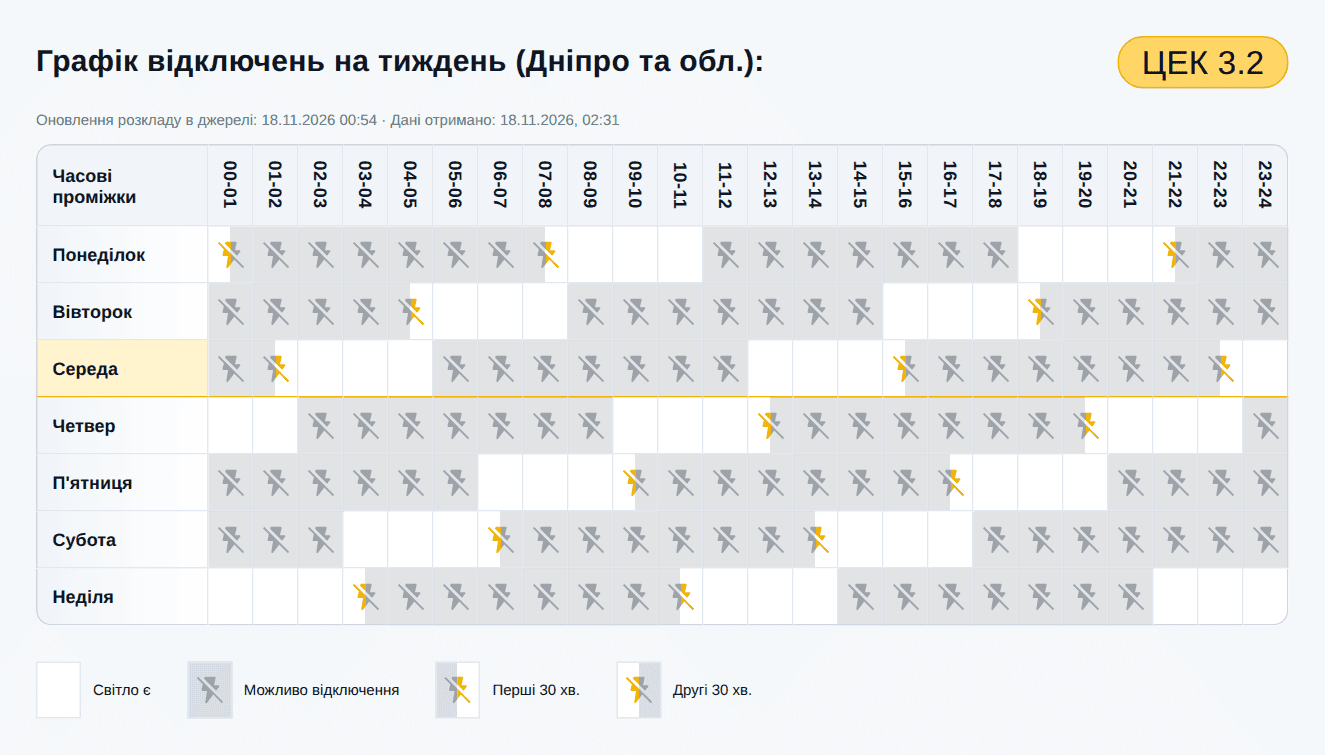 Графік відключень на тиждень (Дніпро та обл.):
ЦЕК 3.2
Оновлення розкладу в джерелі: 18.11.2026 00:54 · Дані отримано: 18.11.2026, 02:31
Часові
проміжки
00-01
01-02
02-03
03-04
04-05
05-06
06-07
07-08
08-09
09-10
10-11
11-12
12-13
13-14
14-15
15-16
16-17
17-18
18-19
19-20
20-21
21-22
22-23
23-24
Понеділок
Вівторок
Середа
Четвер
П'ятниця
Субота
Неділя
Світло є
Можливо відключення
Перші 30 хв.
Другі 30 хв.